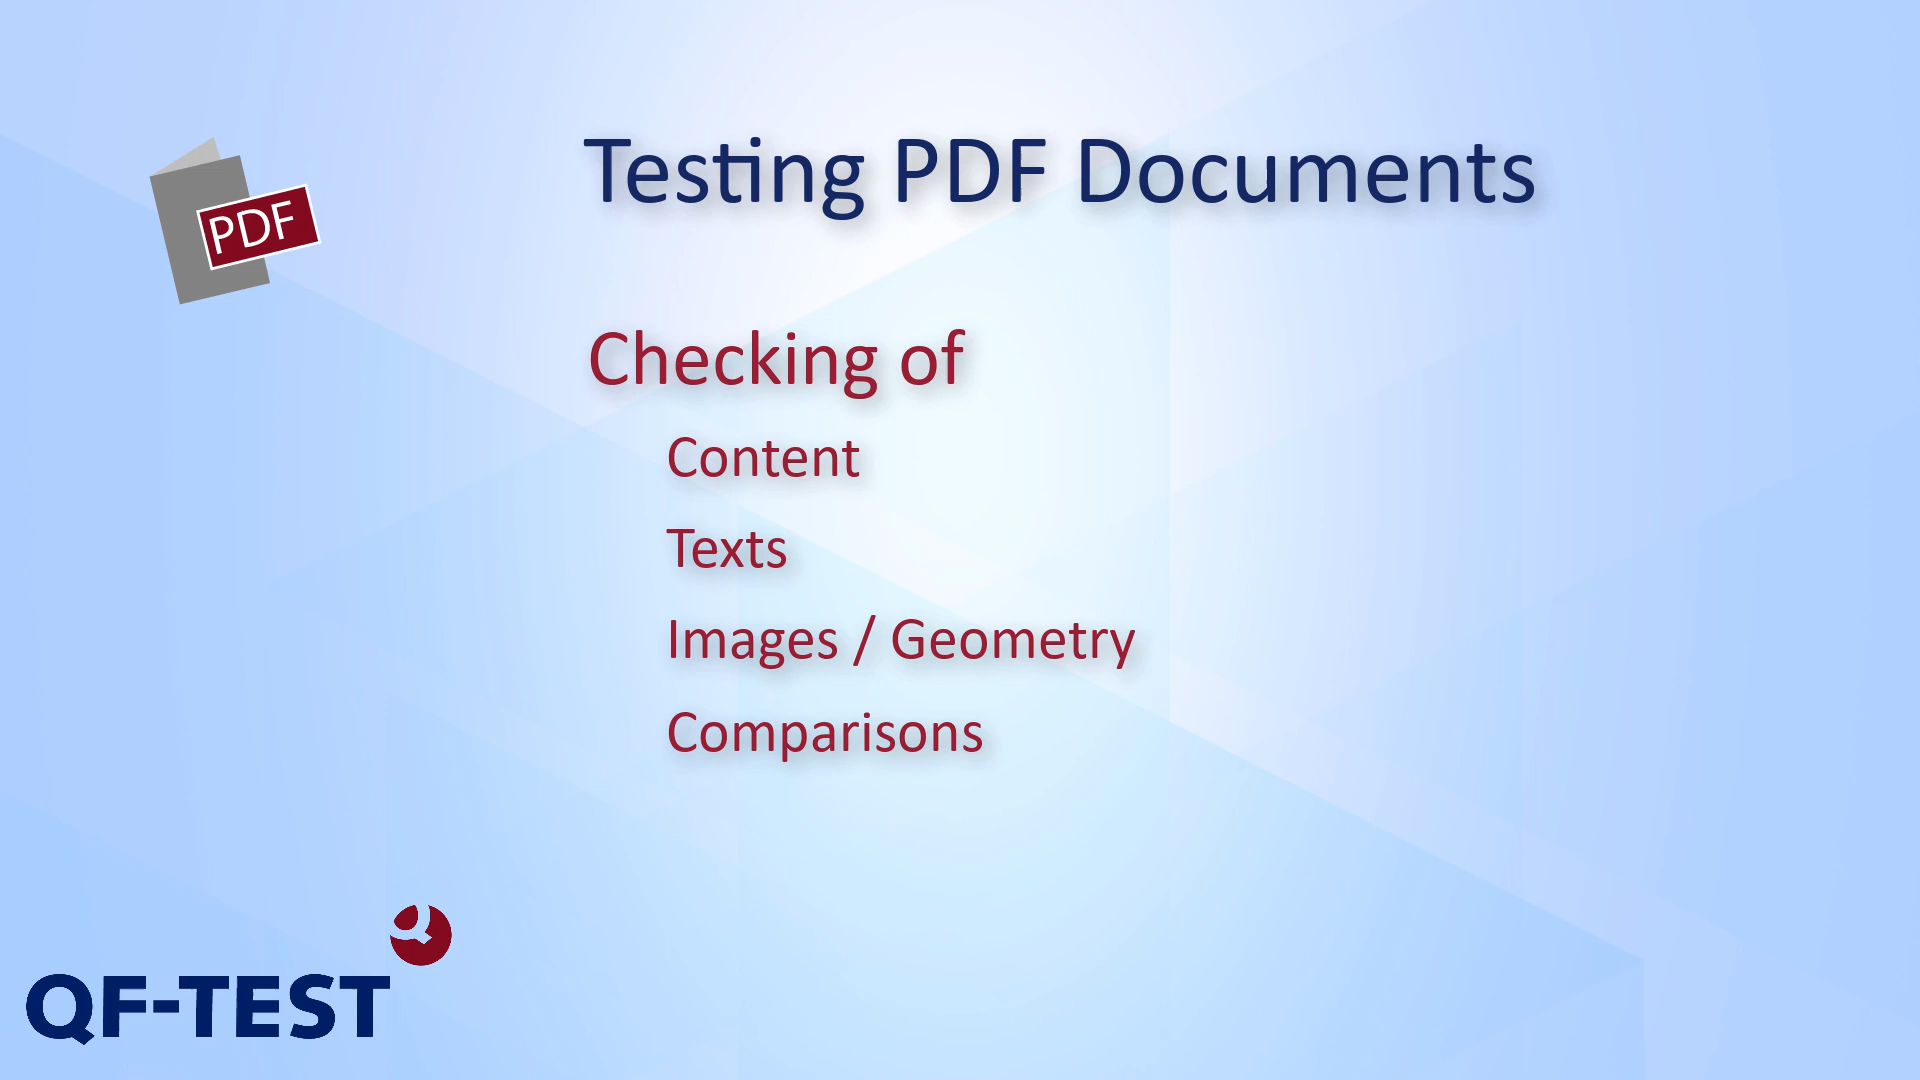 Testing PDF Documents
PDF
Checking of
Content
Texts
Images / Geometry
Comparisons
QF-TEST